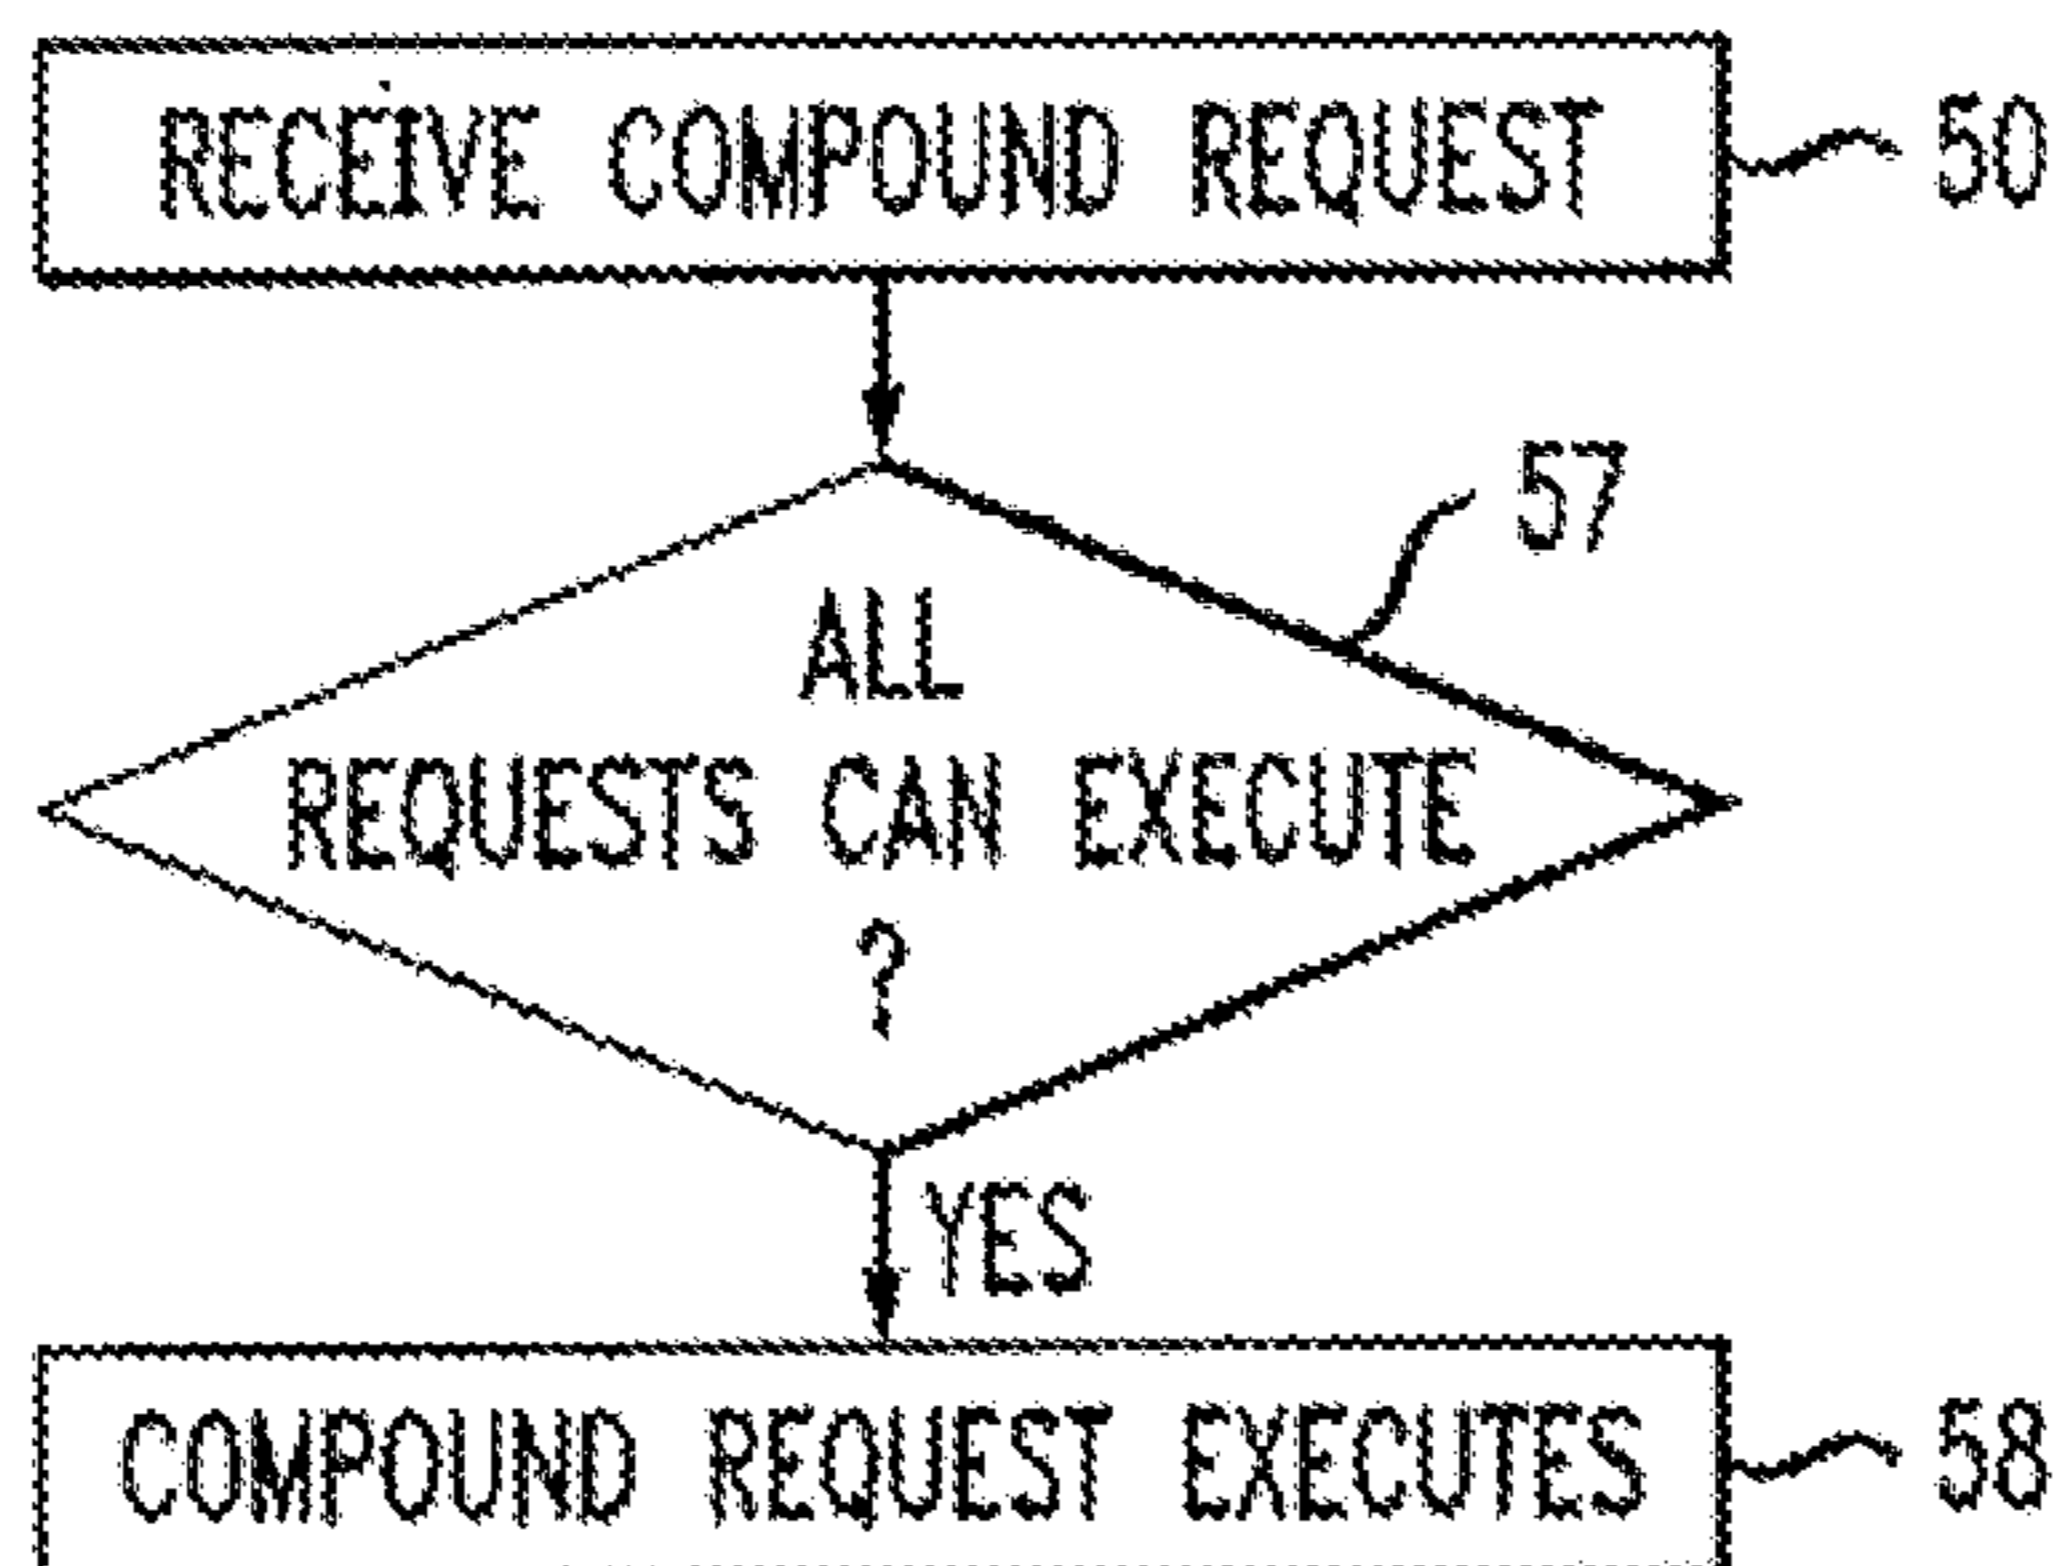 RECEIVE COMPOUND REQUEST
50
57
ALL
REQUESTS CAN EXECUTE
?
YES
COMPOUND REQUEST EXECUTES
58